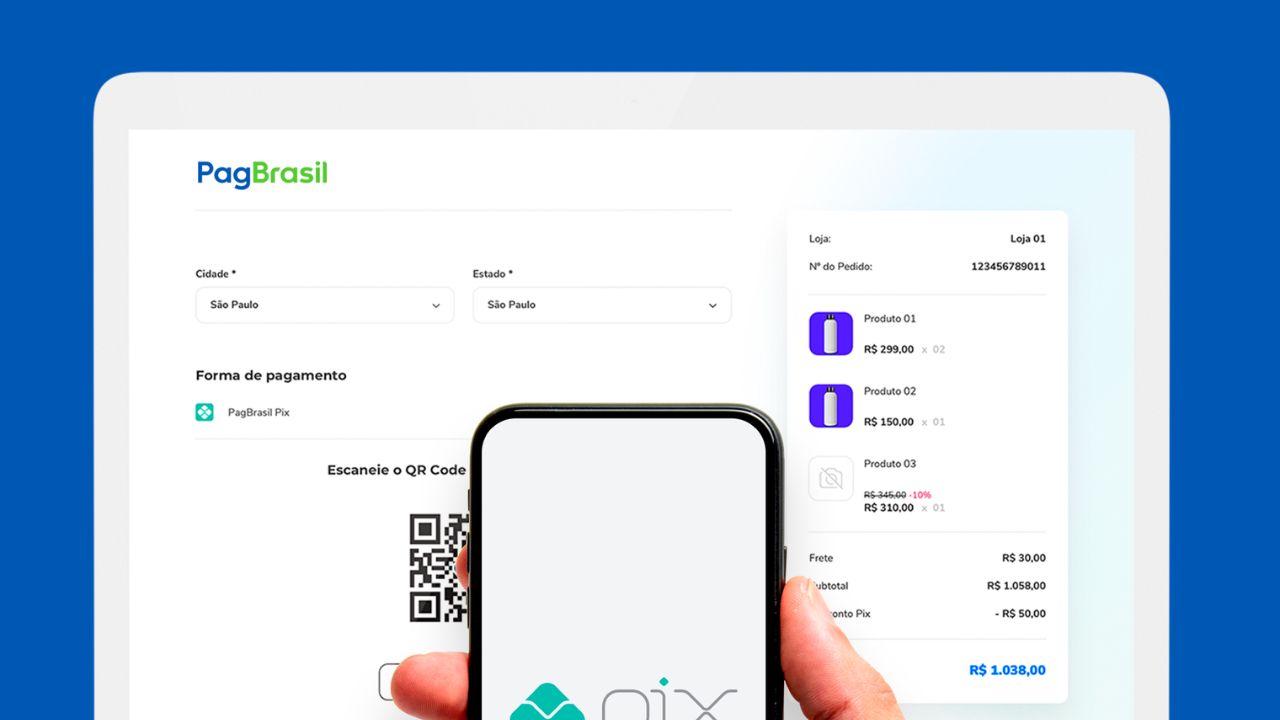 PagBrasil
Cidade *
Estado *
São Paulo
São Paulo
Forma de pagamento
PagBrasil Pix
Escaneie o QR Code
Loja:
Loja 01
Nº do Pedido:
123456789011
Produto 01
R$ 299,00 x 02
Produto 02
R$ 150,00 x 01
Produto 03
R$ 345,00 -10%
R$ 310,00 x 01
Frete
R$ 30,00
ubtotal
R$ 1.058,00
onto Pix
- R$ 50,00
R$ 1.038,00
pix